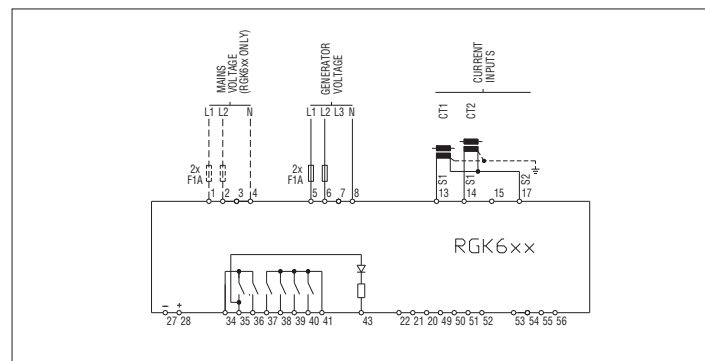 MAINS
VOLTAGE
(RGK6xx ONLY)
GENERATOR
VOLTAGE
CURRENT
INPUTS
L1 L2 N
L1 L2 L3 N
CT1 CT2
2x
F1A
2x
F1A
S1 S1 S2
1 2 3 4 5 6 7 8 13 14 15 17
RGK6xx
– +
27 28 34 35 36 37 38 39 40 41 43 22 21 20 49 50 51 52 53 54 55 56